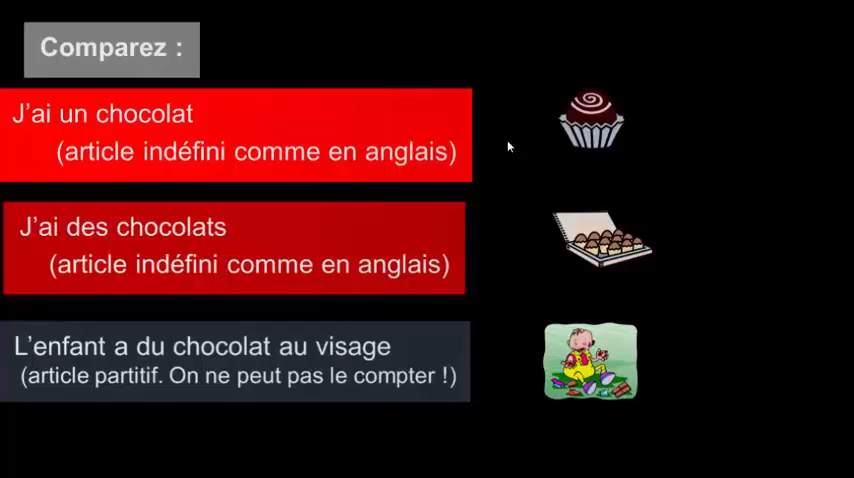 Comparez :
J'ai un chocolat
(article indéfini comme en anglais)
J'ai des chocolats
(article indéfini comme en anglais)
L'enfant a du chocolat au visage
(article partitif. On ne peut pas le compter !)